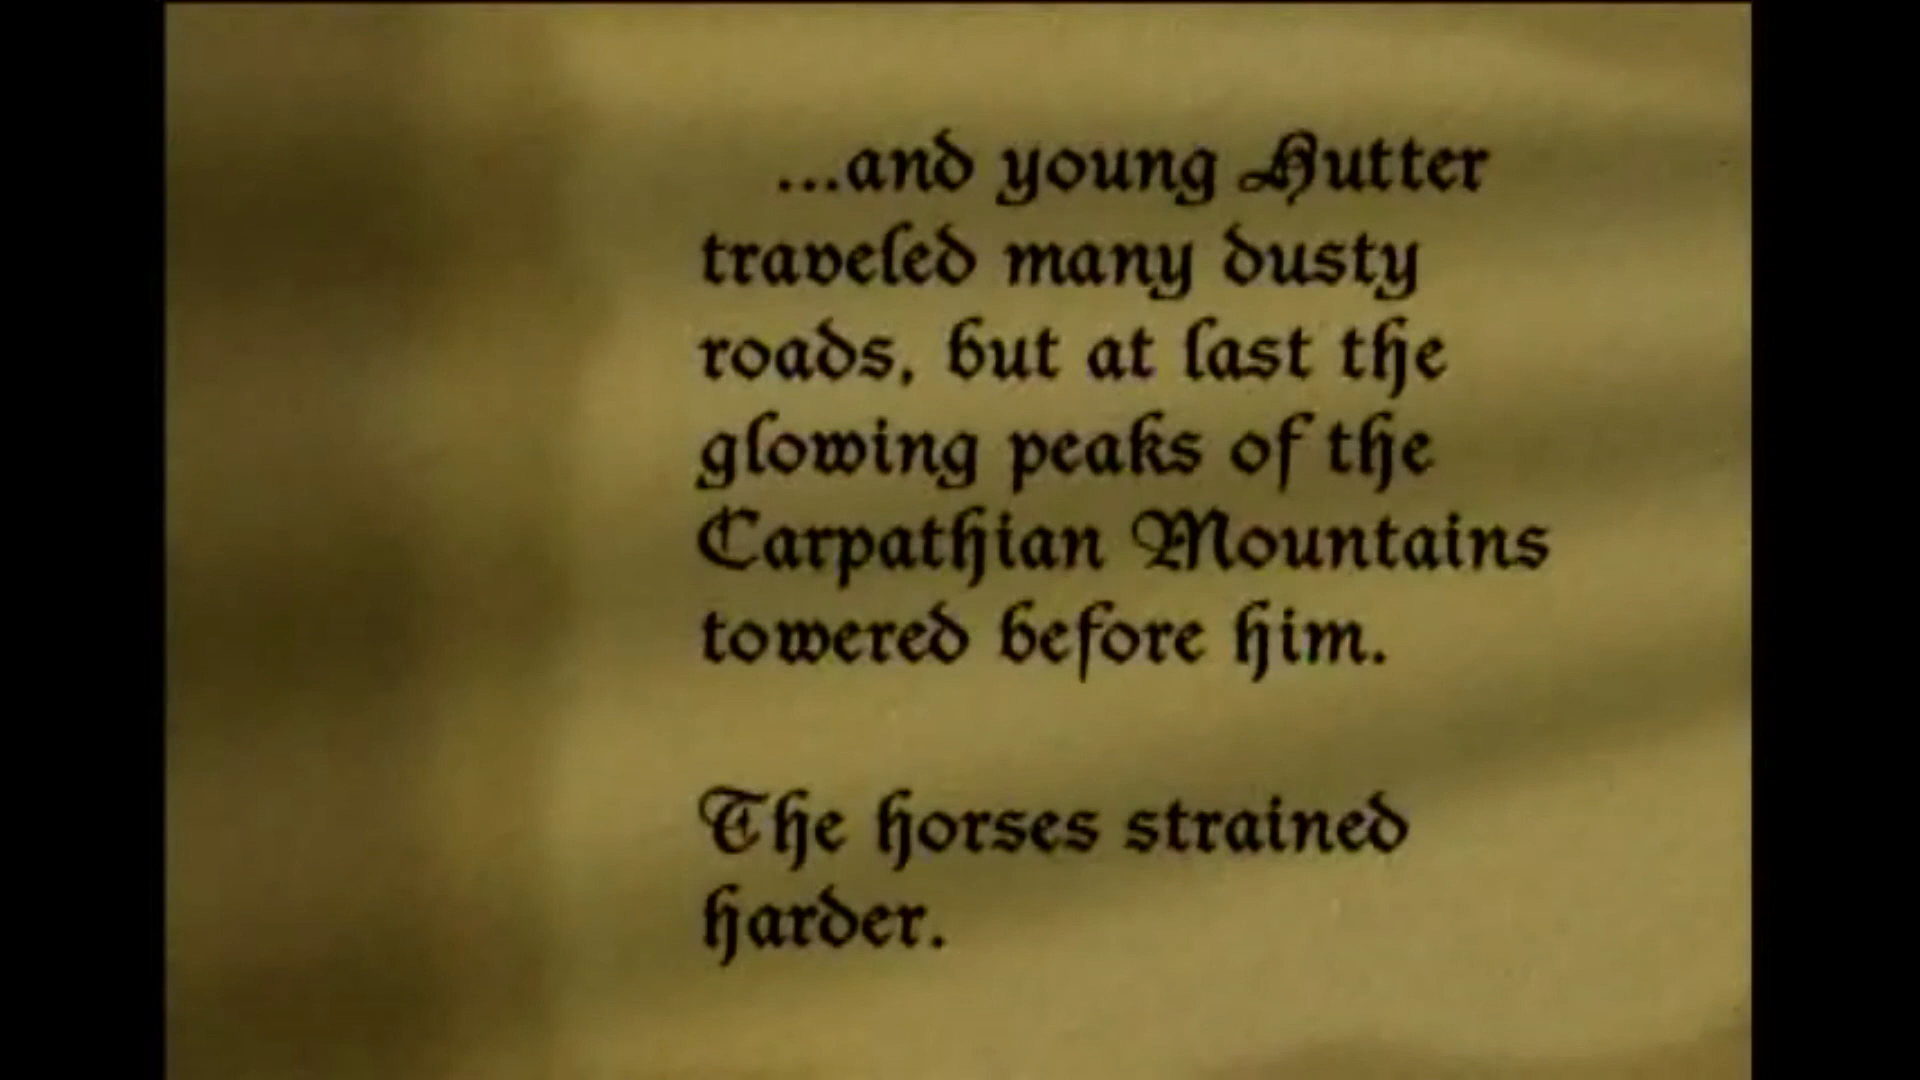 ...and young Hutter
traveled many dusty
roads, but at last the
glowing peaks of the
Carpathian Mountains
towered before him.
The horses strained
harder.